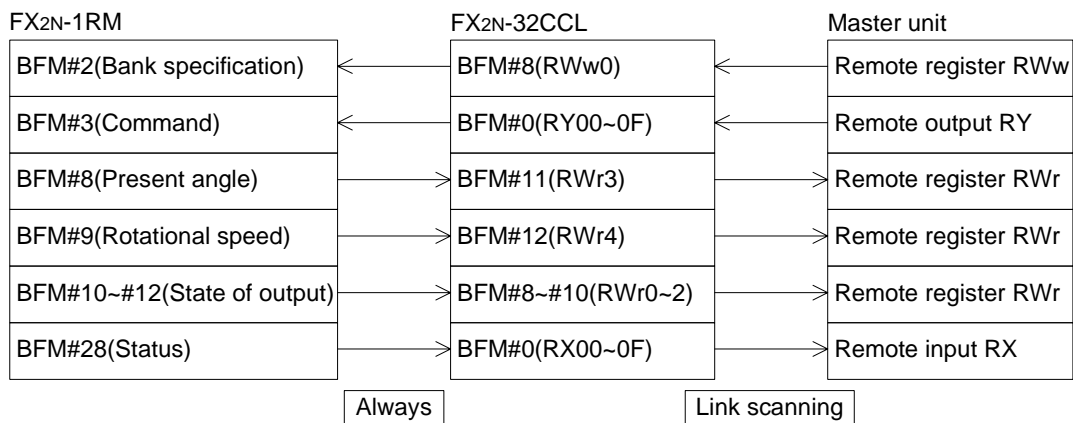 FX2N-1RM FX2N-32CCL Master unit
BFM#2(Bank specification) BFM#8(RWw0) Remote register RWw
BFM#3(Command) BFM#0(RY00~0F) Remote output RY
BFM#8(Present angle) BFM#11(RWr3) Remote register RWr
BFM#9(Rotational speed) BFM#12(RWr4) Remote register RWr
BFM#10~#12(State of output) BFM#8~#10(RWr0~2) Remote register RWr
BFM#28(Status) BFM#0(RX00~0F) Remote input RX
Always Link scanning